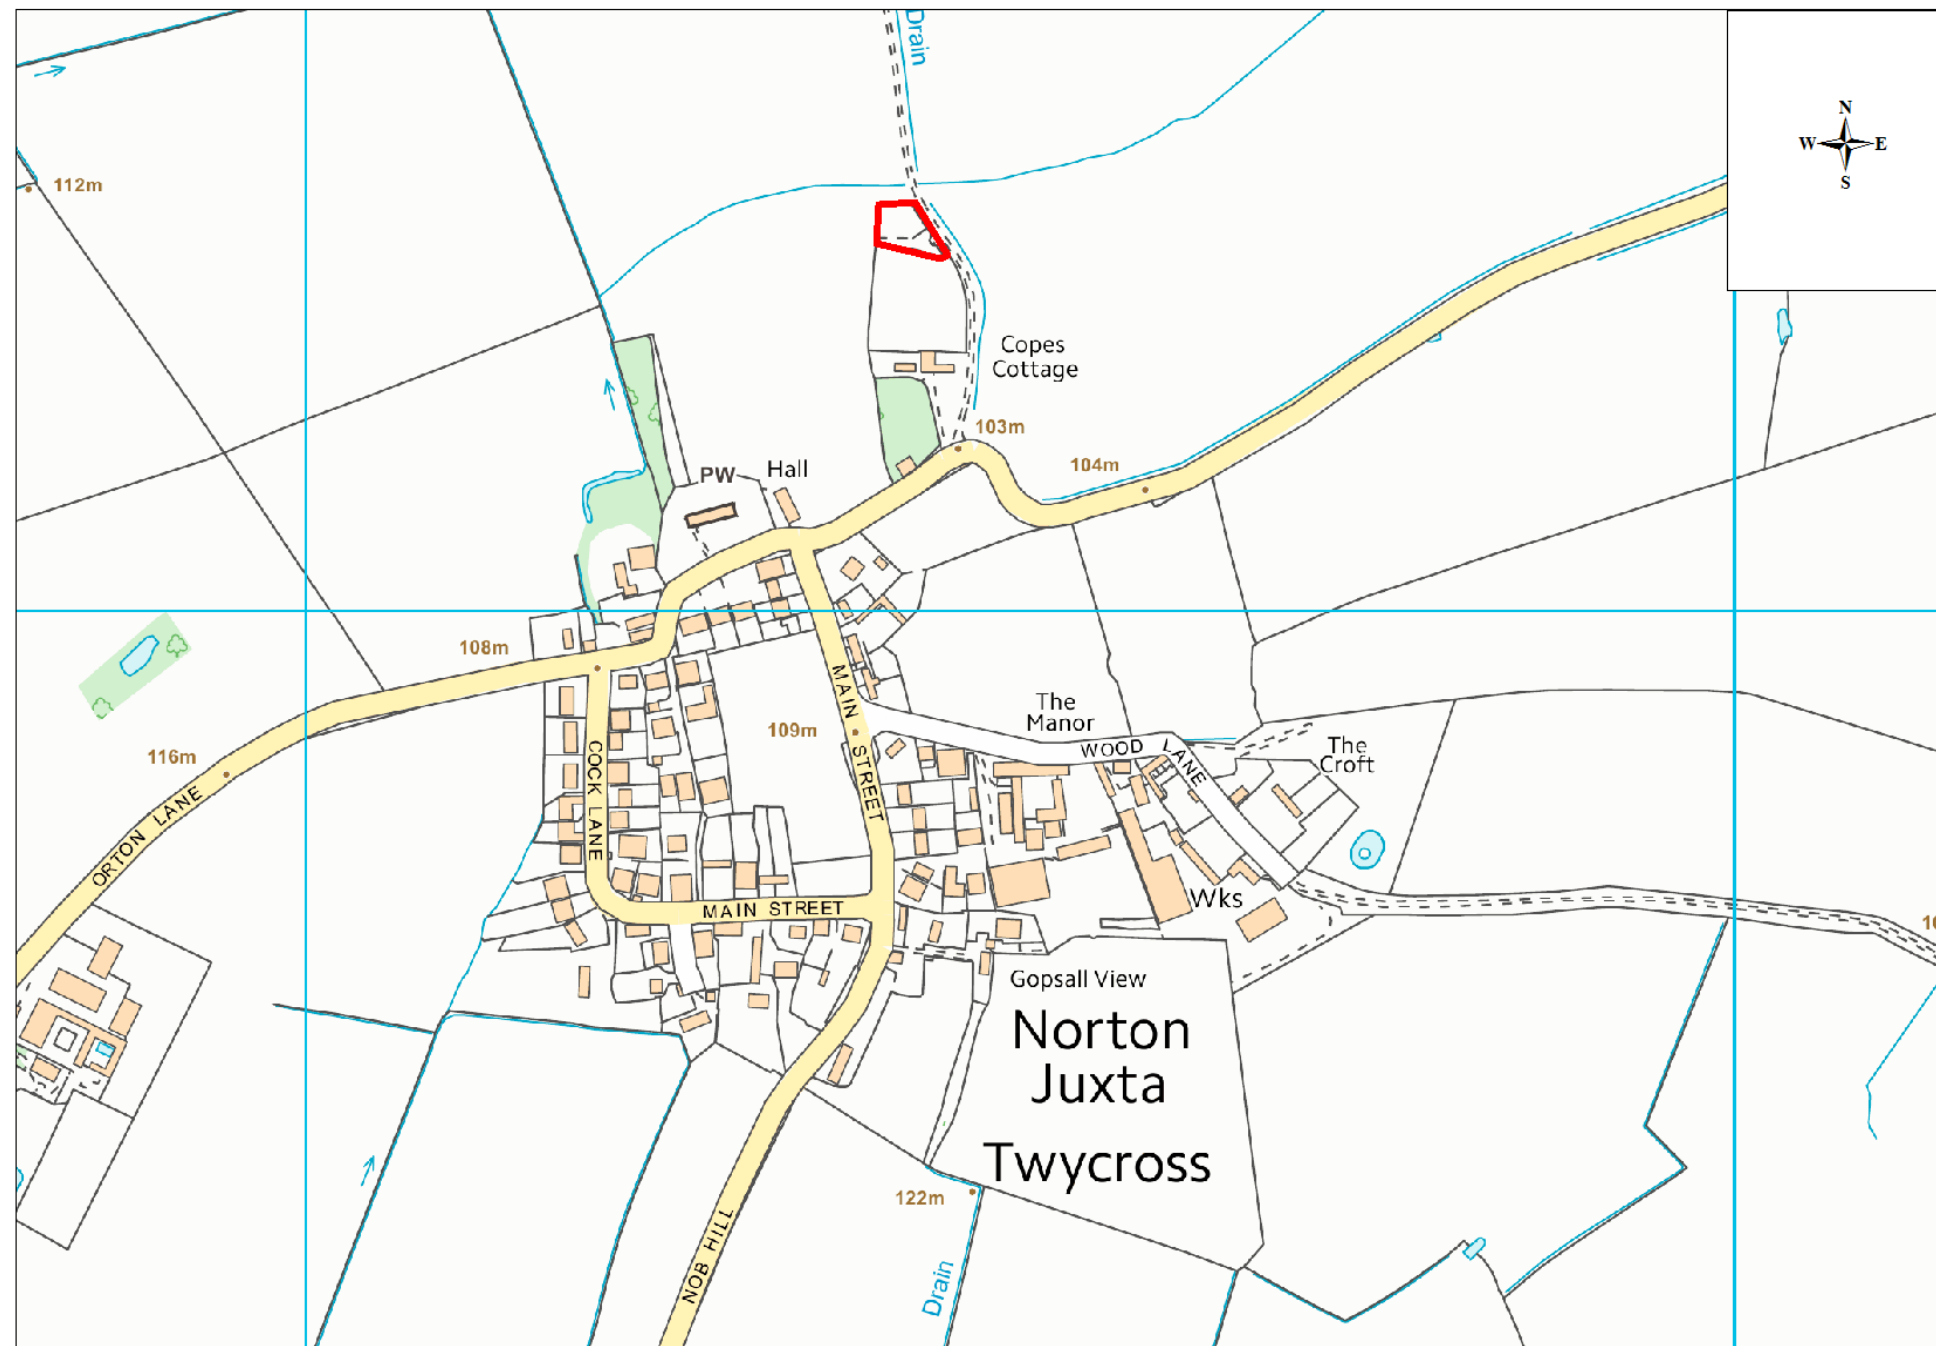 Drain
N
W E
S
112m
Copes
Cottage
103m
104m
PW
Hall
108m
MAIN STREET
The
Manor
109m
WOOD LANE
The
Croft
116m
COCK LANE
ORTON LANE
MAIN STREET
Wks
10
Gopsall View
Norton
Juxta
Twycross
122m
NOB HILL
Drain